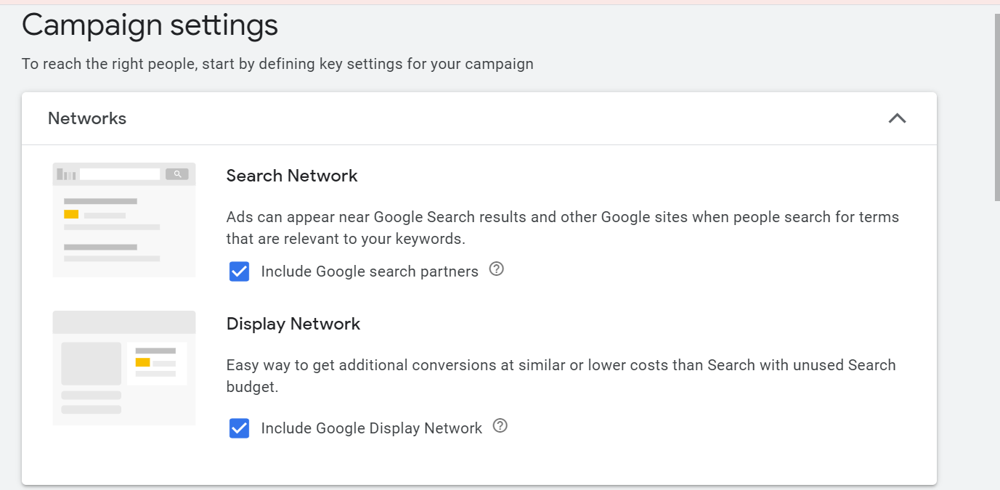 Campaign settings
To reach the right people, start by defining key settings for your campaign
Networks
Search Network
Ads can appear near Google Search results and other Google sites when people search for terms
that are relevant to your keywords.
Include Google search partners
Display Network
Easy way to get additional conversions at similar or lower costs than Search with unused Search
budget.
Include Google Display Network